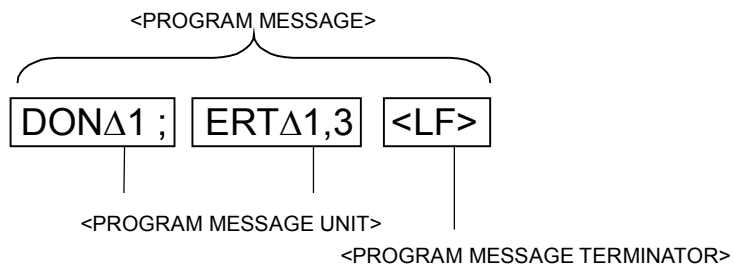 <PROGRAM MESSAGE>
DON∆1 ; ERT∆1,3 <LF>
<PROGRAM MESSAGE UNIT>
<PROGRAM MESSAGE TERMINATOR>